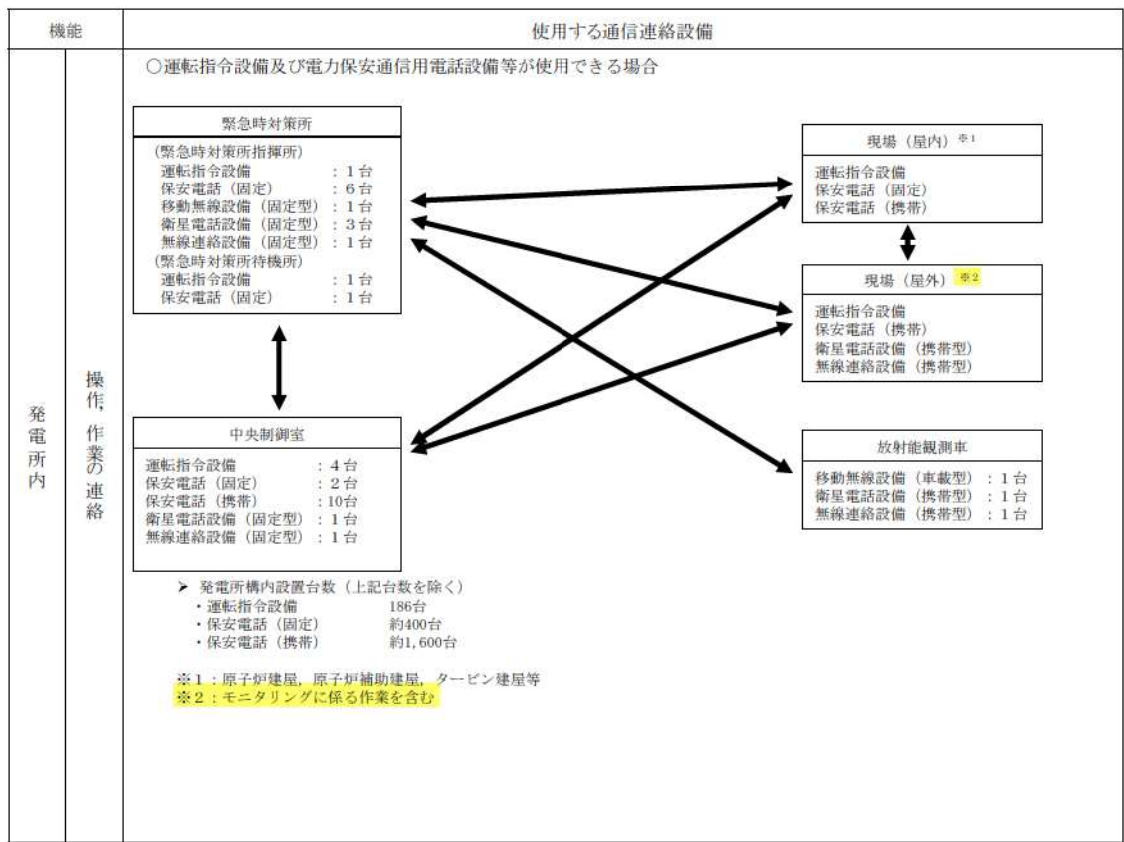 機能
使用する通信連絡設備
発電所内
操作，作業の連絡
○運転指令設備及び電力保安通信用電話設備等が使用できる場合
緊急時対策所
(緊急時対策所指揮所)
運転指令設備 ：1台
保安電話（固定） ：6台
移動無線設備（固定型）：1台
衛星電話設備（固定型）：3台
無線連絡設備（固定型）：1台
(緊急時対策所待機所)
運転指令設備 ：1台
保安電話（固定） ：1台
現場（屋内）※1
運転指令設備
保安電話（固定）
保安電話（携帯）
現場（屋外）※2
運転指令設備
保安電話（携帯）
衛星電話設備（携帯型）
無線連絡設備（携帯型）
中央制御室
運転指令設備 ：4台
保安電話（固定） ：2台
保安電話（携帯） ：10台
衛星電話設備（固定型）：1台
無線連絡設備（固定型）：1台
放射能観測車
移動無線設備（車載型）：1台
衛星電話設備（携帯型）：1台
無線連絡設備（携帯型）：1台
➢ 発電所構内設置台数（上記台数を除く）
・運転指令設備 186台
・保安電話（固定） 約400台
・保安電話（携帯） 約1,600台
※1：原子炉建屋，原子炉補助建屋，タービン建屋等
※2：モニタリングに係る作業を含む